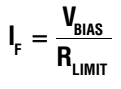 I_F = V_BIAS / R_LIMIT